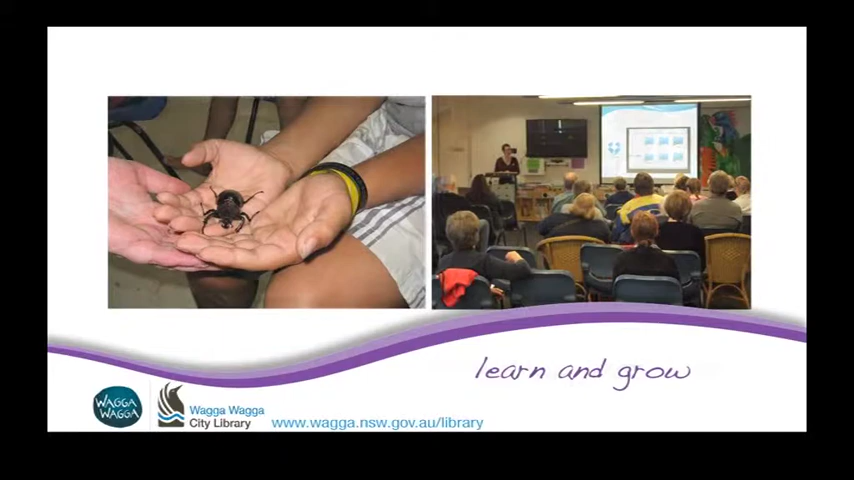 learn and grow
WAGGA
WAGGA
Wagga Wagga
City Library
www.wagga.nsw.gov.au/library